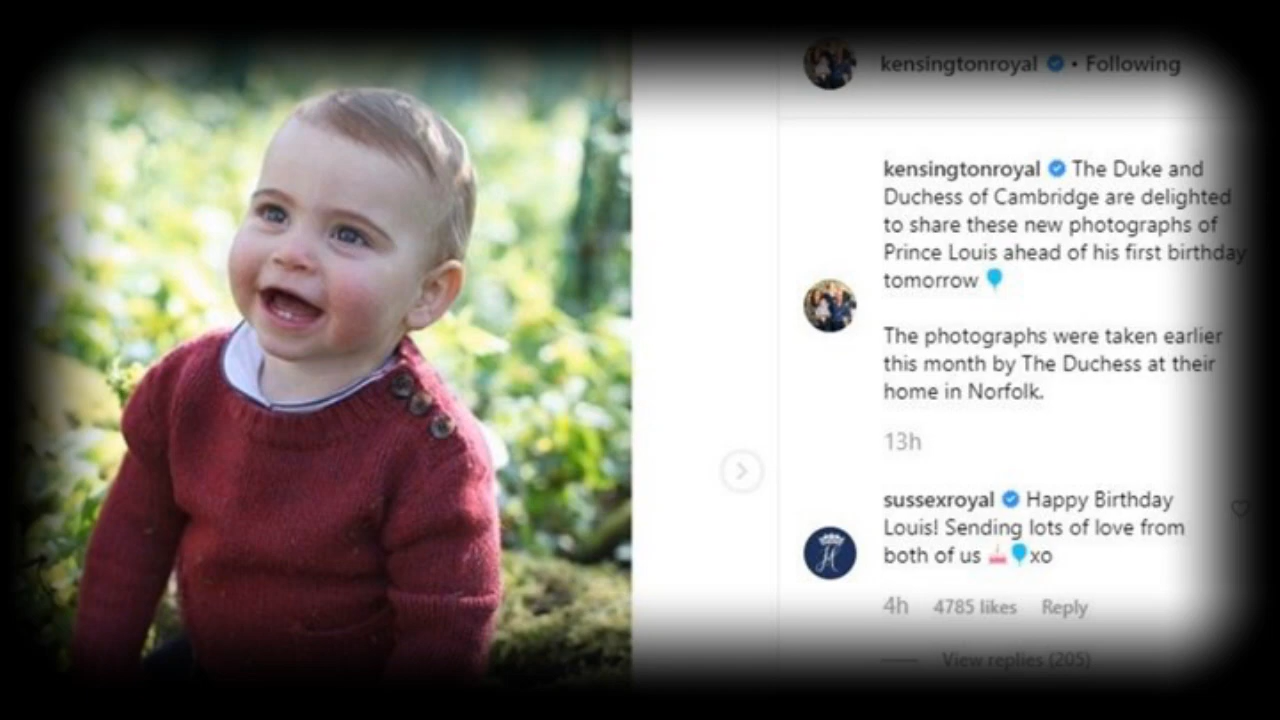 kensingtonroyal • Following
kensingtonroyal The Duke and
Duchess of Cambridge are delighted
to share these new photographs of
Prince Louis ahead of his first birthday
tomorrow 🎈
The photographs were taken earlier
this month by The Duchess at their
home in Norfolk.
13h
sussexroyal Happy Birthday
Louis! Sending lots of love from
both of us 🎂🎈xo
4h 4785 likes Reply
View replies (205)